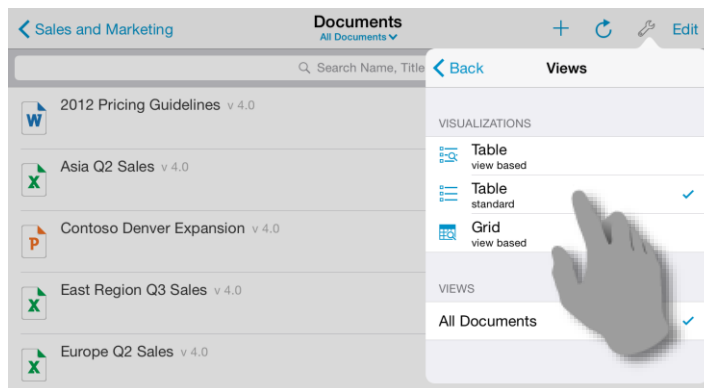 Sales and Marketing
Documents
All Documents
Edit
Search Name, Title
Back
Views
2012 Pricing Guidelines v 4.0
Asia Q2 Sales v 4.0
Contoso Denver Expansion v 4.0
East Region Q3 Sales v 4.0
Europe Q2 Sales v 4.0
VISUALIZATIONS
Table
view based
Table
standard
Grid
view based
VIEWS
All Documents
W
X
P
X
X